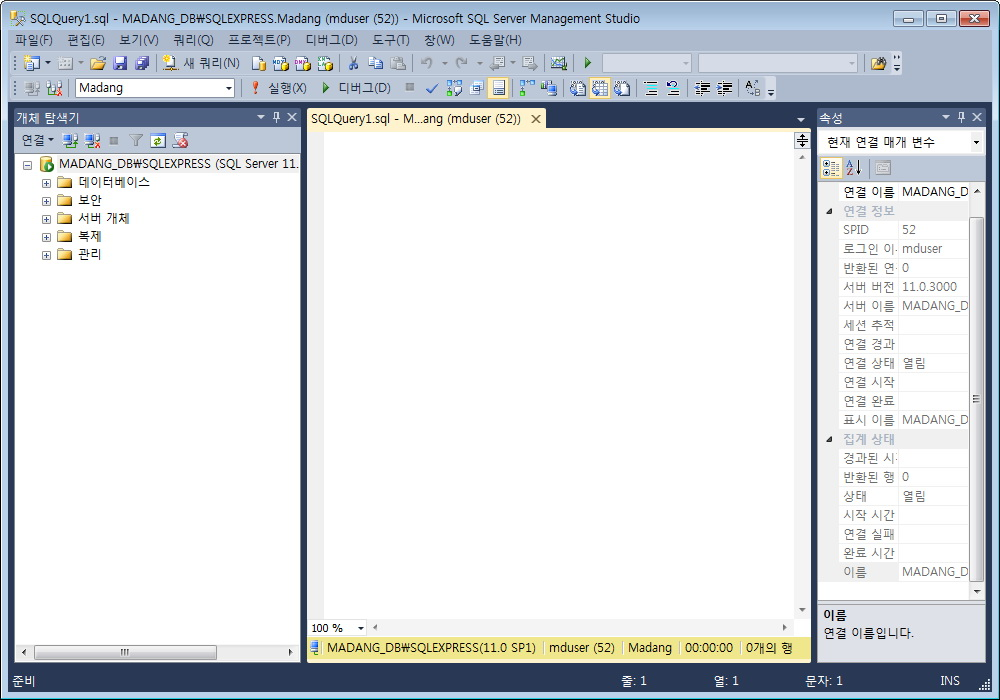 SQLQuery1.sql - MADANG_DB₩SQLEXPRESS.Madang (mduser (52)) - Microsoft SQL Server Management Studio
파일(F) 편집(E) 보기(V) 쿼리(Q) 프로젝트(P) 디버그(D) 도구(T) 창(W) 도움말(H)
새 쿼리(N)
Madang 실행(X) 디버그(D)
개체 탐색기
연결
MADANG_DB₩SQLEXPRESS (SQL Server 11.
데이터베이스
보안
서버 개체
복제
관리
SQLQuery1.sql - M...ang (mduser (52))
100 %
MADANG_DB₩SQLEXPRESS(11.0 SP1) mduser (52) Madang 00:00:00 0개의 행
속성
현재 연결 매개 변수
연결 이름 MADANG_D
연결 정보
SPID 52
로그인 이 mduser
반환된 연 0
서버 버전 11.0.3000
서버 이름 MADANG_D
세션 추적
연결 경과
연결 상태 열림
연결 시작
연결 완료
표시 이름 MADANG_D
집계 상태
경과된 시
반환된 행 0
상태 열림
시작 시간
연결 실패
완료 시간
이름 MADANG_D
이름
연결 이름입니다.
준비 줄: 1 열: 1 문자: 1 INS